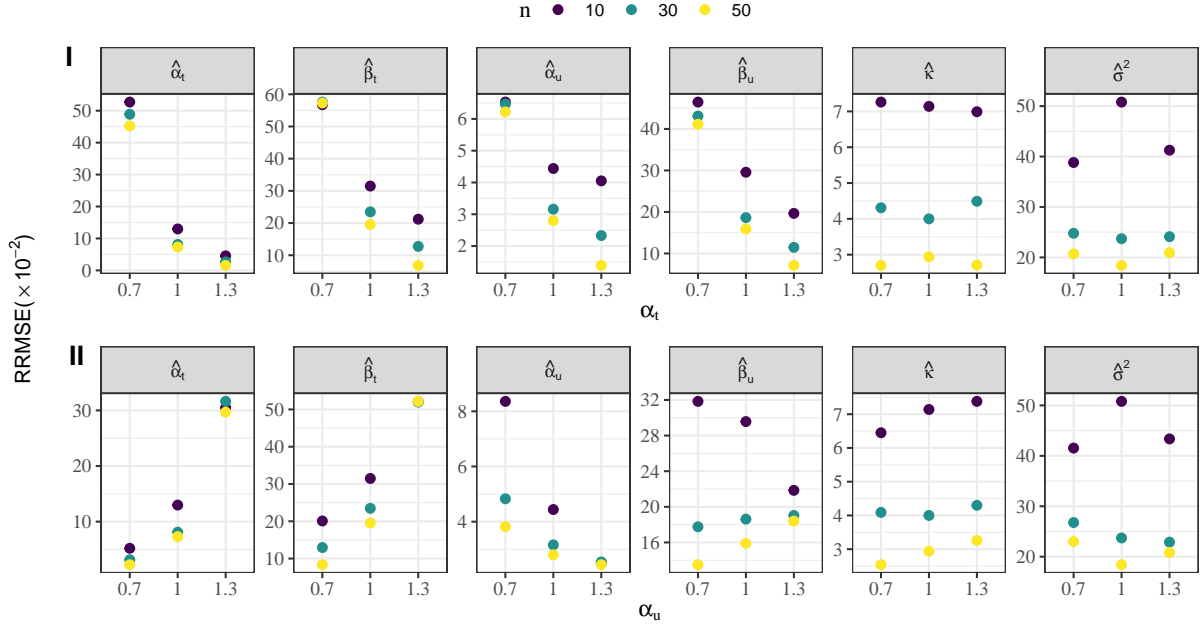 n 10 30 50
I
α̂ₜ β̂ₜ α̂ᵤ β̂ᵤ κ̂ σ̂²
50 40 30 20 10 0
60 50 40 30 20 10
6 5 4 3 2
40 30 20 10
7 6 5 4 3
50 40 30 20
0.7 1 1.3 0.7 1 1.3 0.7 1 1.3 0.7 1 1.3 0.7 1 1.3 0.7 1 1.3
αₜ
RRMSE(×10⁻²)
II
α̂ₜ β̂ₜ α̂ᵤ β̂ᵤ κ̂ σ̂²
30 20 10
50 40 30 20 10
8 6 4
32 28 24 20 16
7 6 5 4 3
50 40 30 20
0.7 1 1.3 0.7 1 1.3 0.7 1 1.3 0.7 1 1.3 0.7 1 1.3 0.7 1 1.3
αᵤ